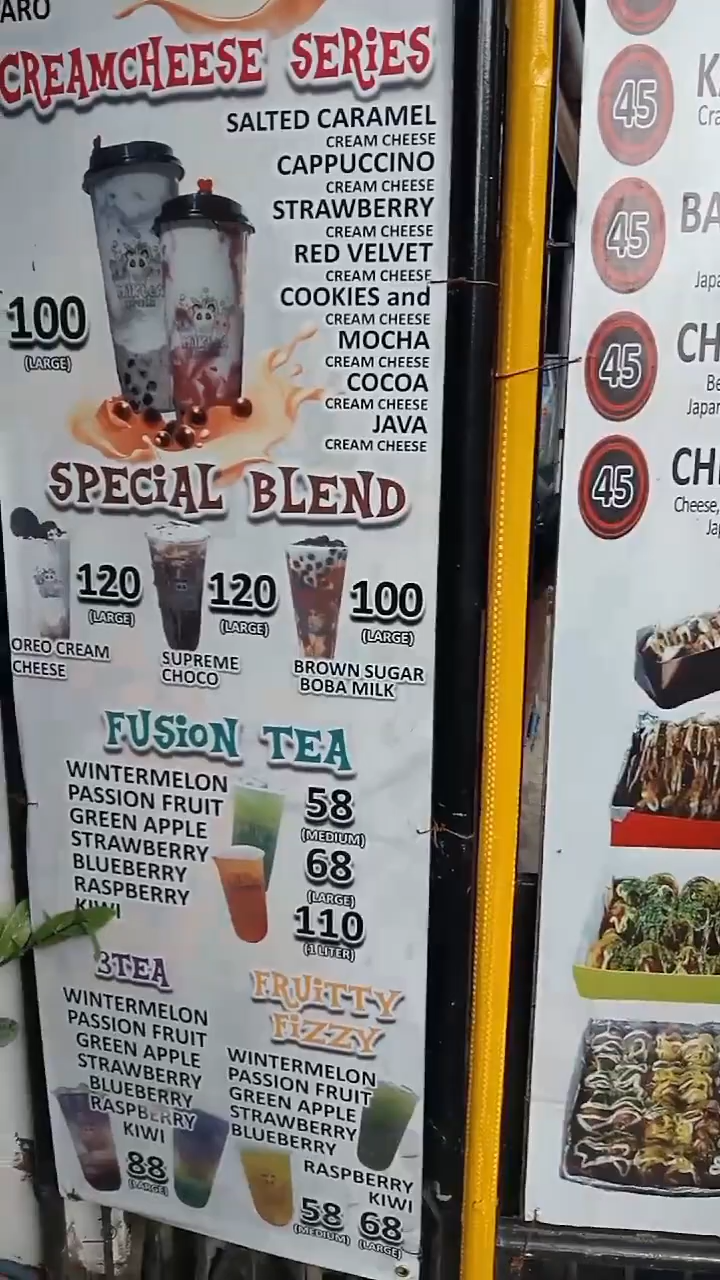 ARO
CREAMCHEESE SERIES
SALTED CARAMEL
CREAM CHEESE
CAPPUCCINO
CREAM CHEESE
STRAWBERRY
CREAM CHEESE
RED VELVET
CREAM CHEESE
COOKIES and
CREAM CHEESE
MOCHA
CREAM CHEESE
COCOA
CREAM CHEESE
JAVA
CREAM CHEESE
100
(LARGE)
SPECIAL BLEND
120
(LARGE)
OREO CREAM
CHEESE
120
(LARGE)
SUPREME
CHOCO
100
(LARGE)
BROWN SUGAR
BOBA MILK
FUSION TEA
WINTERMELON
PASSION FRUIT
GREEN APPLE
STRAWBERRY
BLUEBERRY
RASPBERRY
KIWI
58
(MEDIUM)
68
(LARGE)
110
(1 LITER)
3TEA
WINTERMELON
PASSION FRUIT
GREEN APPLE
STRAWBERRY
BLUEBERRY
RASPBERRY
KIWI
88
(LARGE)
FRUITTY
FIZZY
WINTERMELON
PASSION FRUIT
GREEN APPLE
STRAWBERRY
BLUEBERRY
RASPBERRY
KIWI
58 68
(MEDIUM) (LARGE)
45
Cra
45
BA
Japa
45
CH
Be
Japan
45
CH
Cheese,
Ja